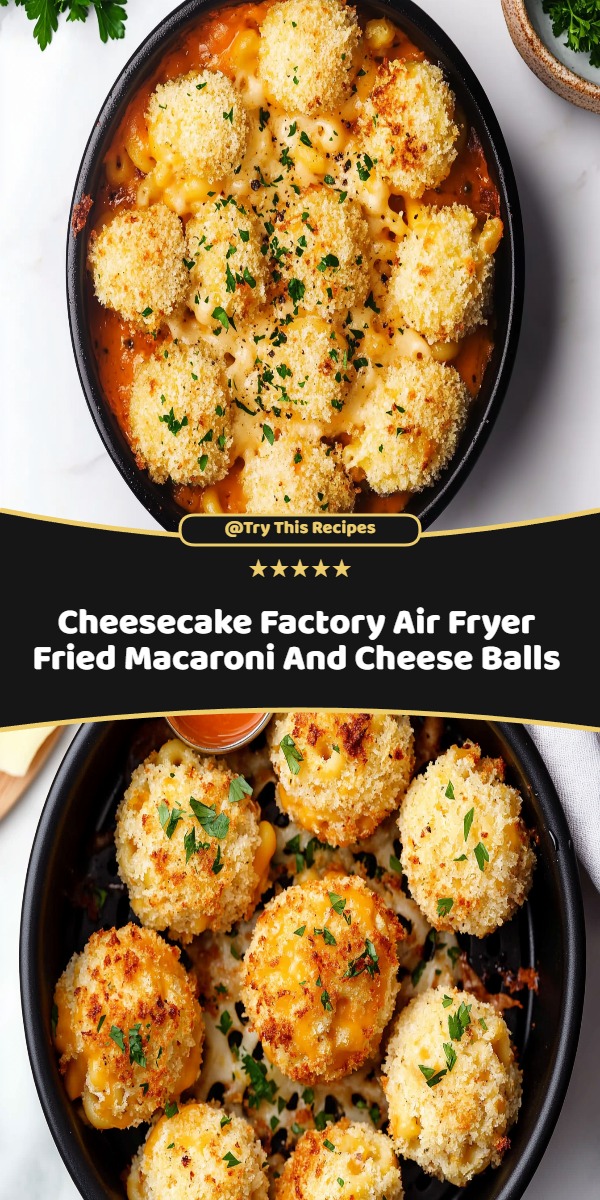 @Try This Recipes
Cheesecake Factory Air Fryer
Fried Macaroni And Cheese Balls